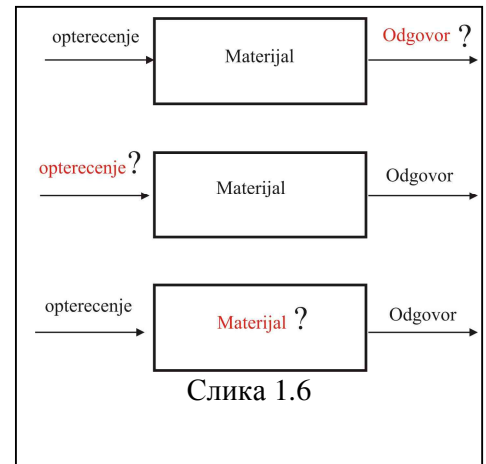 opterecenje
Materijal
Odgovor ?
opterecenje ?
Materijal
Odgovor
opterecenje
Materijal ?
Odgovor
Слика 1.6